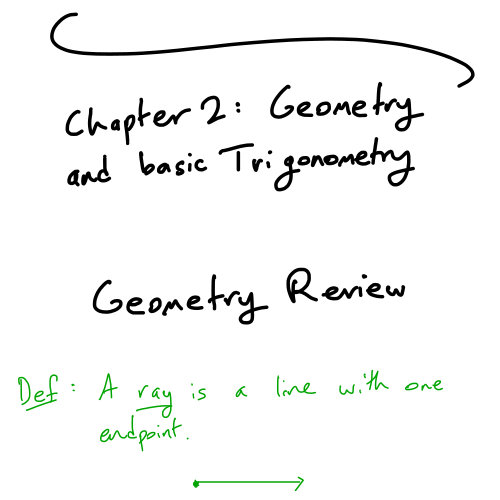 Chapter 2: Geometry
and basic Trigonometry
Geometry Review
Def: A ray is a line with one
endpoint.